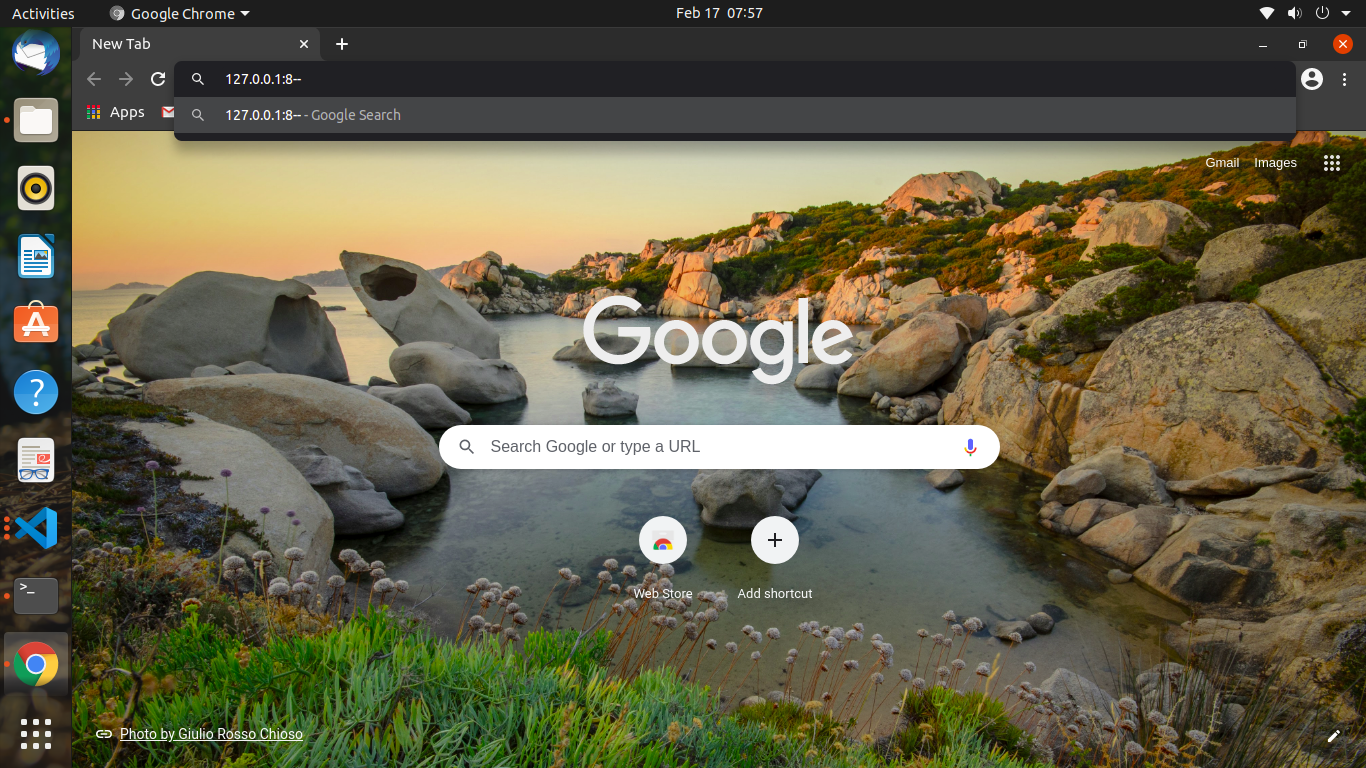 Activities
Google Chrome
Feb 17 07:57
New Tab
127.0.0.1:8--
127.0.0.1:8-- - Google Search
Apps
Gmail
Images
Google
Search Google or type a URL
Web Store
Add shortcut
Photo by Giulio Rosso Chioso